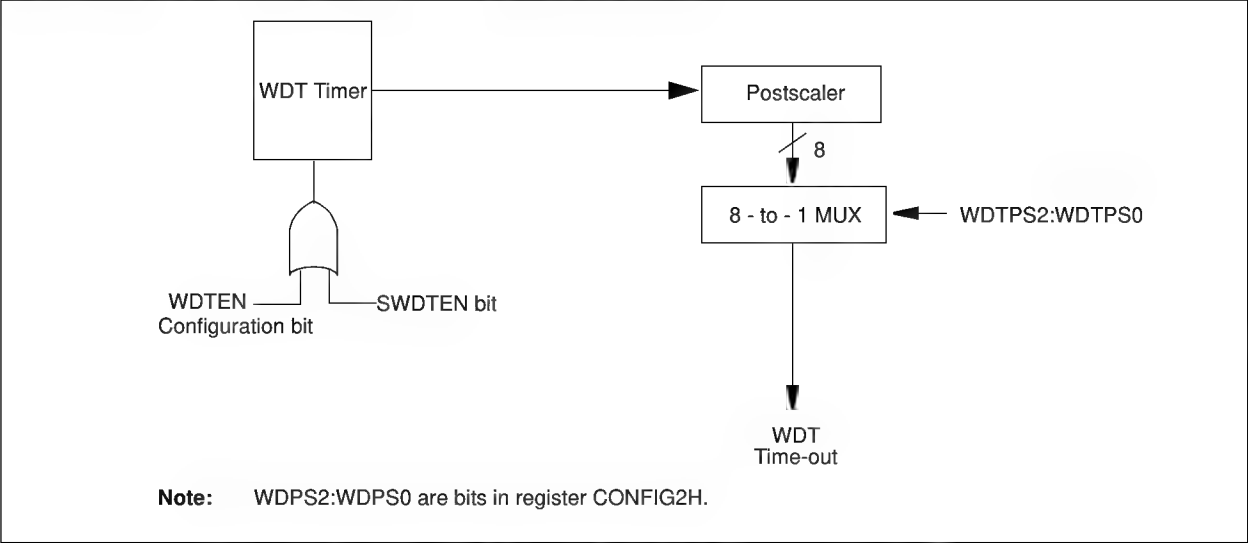 WDT Timer
Postscaler
8
8 - to - 1 MUX
WDTPS2:WDTPS0
WDTEN
Configuration bit
SWDTEN bit
WDT
Time-out
Note: WDPS2:WDPS0 are bits in register CONFIG2H.